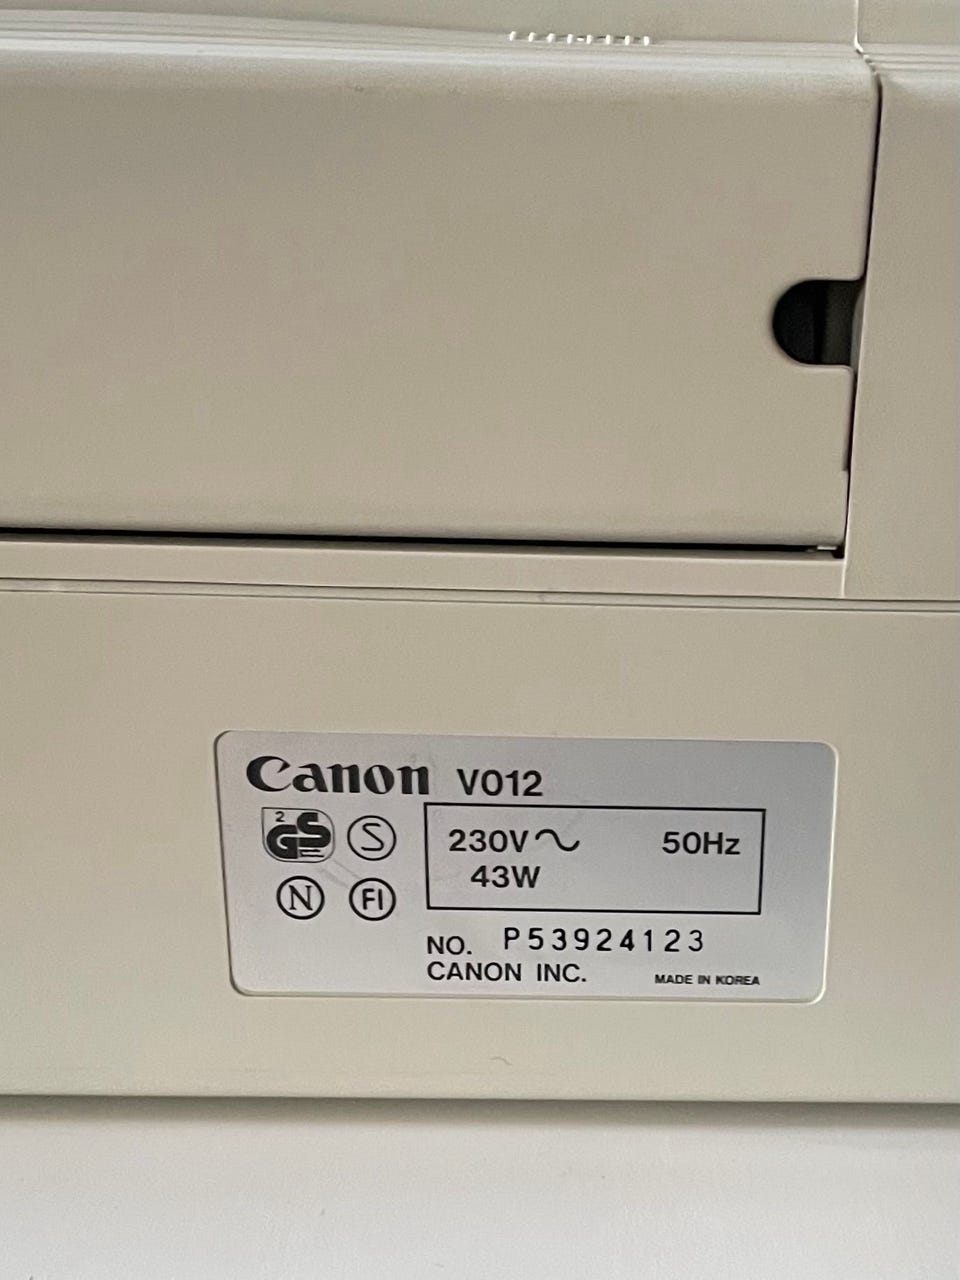 Canon V012
2
GS S
N FI
230V~ 50Hz
43W
NO. P53924123
CANON INC. MADE IN KOREA